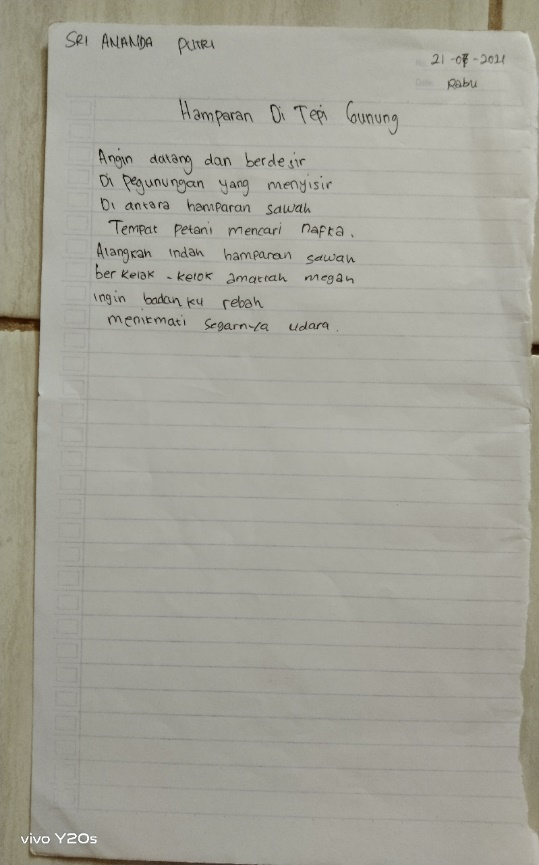 SRI ANANDA PUTRI
21-07-2021
Rabu
Hamparan Di Tepi Gunung
Angin datang dan berdesir
Di pegunungan yang menyisir
Di antara hamparan sawah
Tempat petani mencari nafka.
Alangkah indah hamparan sawah
berkelok - kelok amatlah megah
ingin badan ku rebah
menikmati segarnya udara.
vivo Y20s